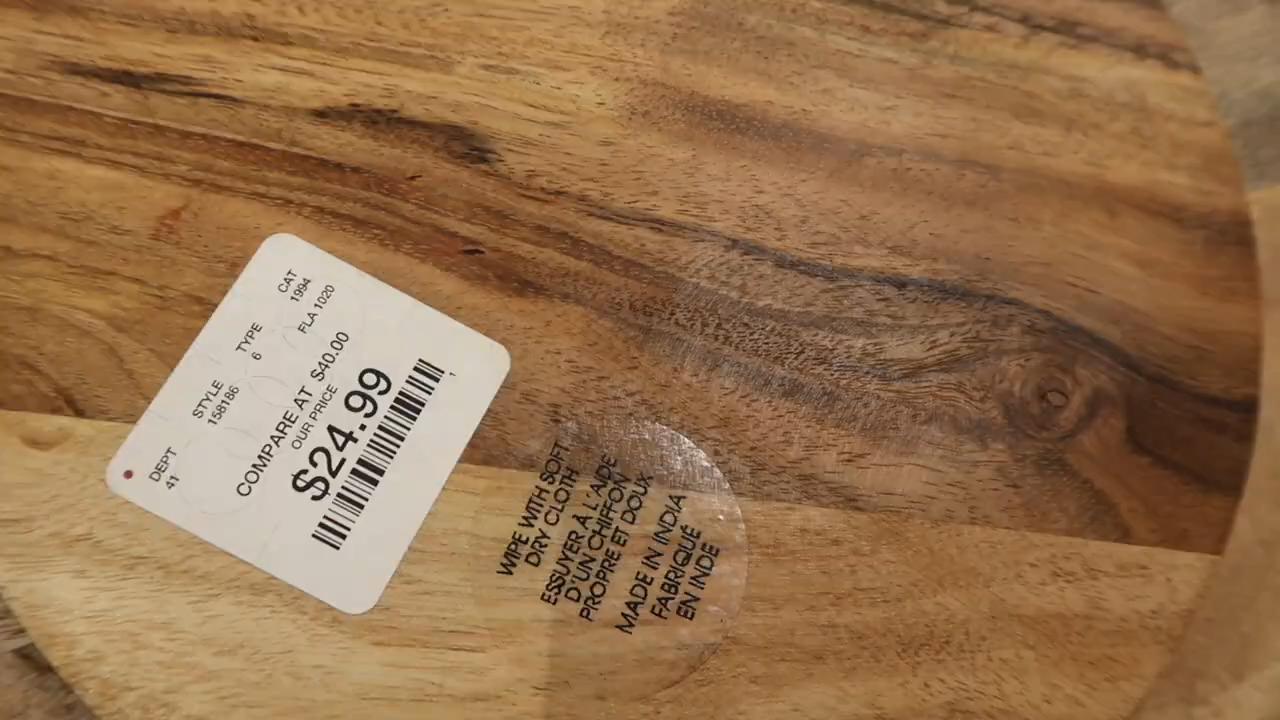 DEPT STYLE TYPE CAT
41 158186 6 1994
FLA 1020
COMPARE AT $40.00
OUR PRICE
$24.99
1
WIPE WITH SOFT
DRY CLOTH
ESSUYER À L'AIDE
D'UN CHIFFON
PROPRE ET DOUX
MADE IN INDIA
FABRIQUÉ
EN INDE